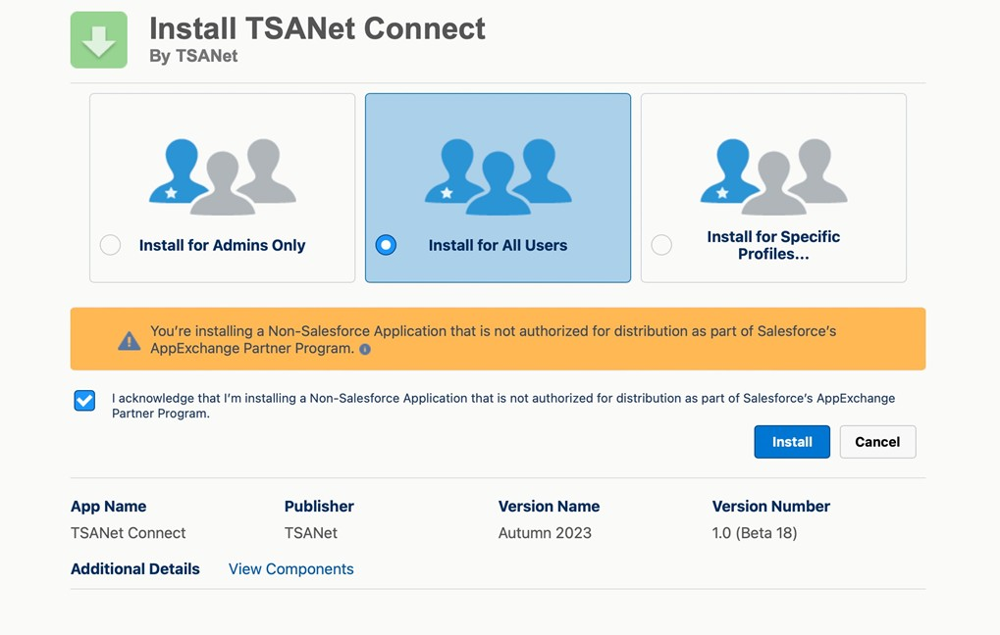 Install TSANet Connect
By TSANet
Install for Admins Only
Install for All Users
Install for Specific
Profiles...
You're installing a Non-Salesforce Application that is not authorized for distribution as part of Salesforce's
AppExchange Partner Program.
I acknowledge that I'm installing a Non-Salesforce Application that is not authorized for distribution as part of Salesforce's AppExchange
Partner Program.
Install Cancel
App Name Publisher Version Name Version Number
TSANet Connect TSANet Autumn 2023 1.0 (Beta 18)
Additional Details View Components